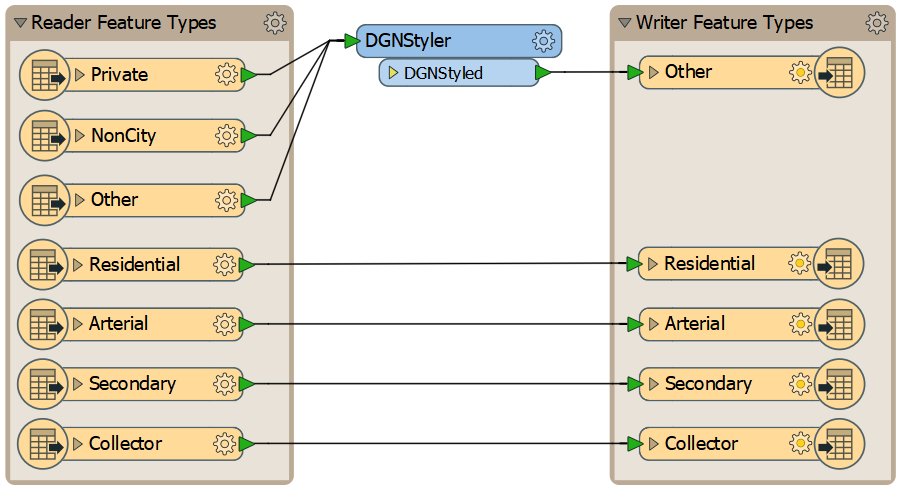 Reader Feature Types
Private
NonCity
Other
Residential
Arterial
Secondary
Collector
DGNStyler
DGNStyled
Writer Feature Types
Other
Residential
Arterial
Secondary
Collector